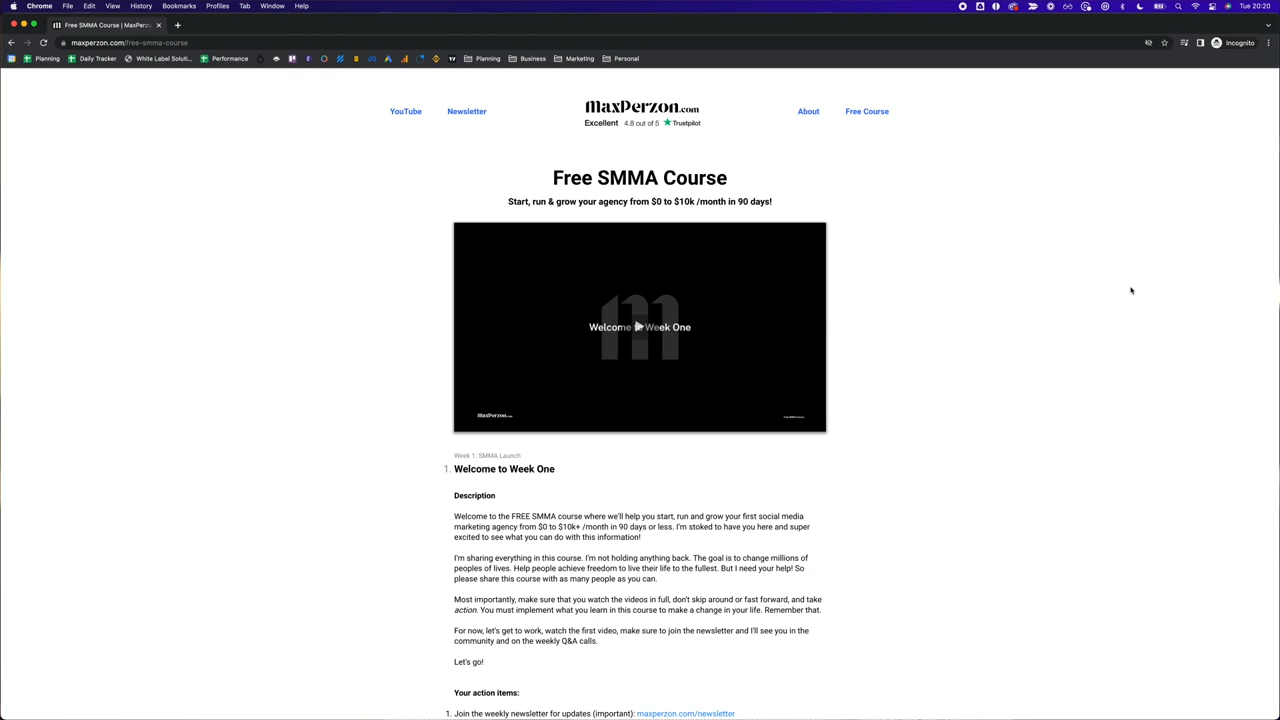 Chrome File Edit View History Bookmarks Profiles Tab Window Help Tue 20:20
Free SMMA Course | MaxPerzo
maxperzon.com/free-smma-course Incognito
Planning Daily Tracker White Label Soluti... Performance Planning Business Marketing Personal
YouTube Newsletter MaxPerzon.com About Free Course
Excellent 4.8 out of 5 Trustpilot
Free SMMA Course
Start, run & grow your agency from $0 to $10k /month in 90 days!
Welcome to Week One
MaxPerzon.com Free SMMA Course
Week 1: SMMA Launch
1. Welcome to Week One
Description
Welcome to the FREE SMMA course where we'll help you start, run and grow your first social media
marketing agency from $0 to $10k+ /month in 90 days or less. I'm stoked to have you here and super
excited to see what you can do with this information!
I'm sharing everything in this course. I'm not holding anything back. The goal is to change millions of
peoples of lives. Help people achieve freedom to live their life to the fullest. But I need your help! So
please share this course with as many people as you can.
Most importantly, make sure that you watch the videos in full, don't skip around or fast forward, and take
action. You must implement what you learn in this course to make a change in your life. Remember that.
For now, let's get to work, watch the first video, make sure to join the newsletter and I'll see you in the
community and on the weekly Q&A calls.
Let's go!
Your action items:
1. Join the weekly newsletter for updates (important): maxperzon.com/newsletter